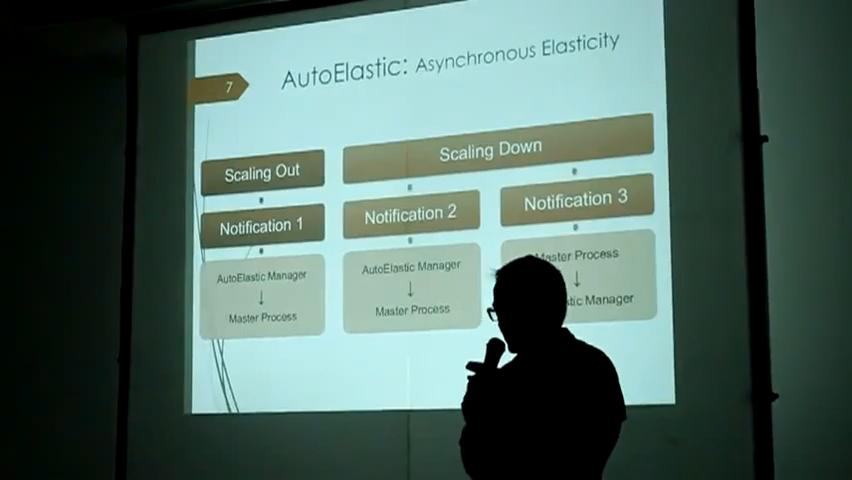 7
AutoElastic: Asynchronous Elasticity
Scaling Out
Scaling Down
Notification 1
Notification 2
Notification 3
AutoElastic Manager
↓
Master Process
AutoElastic Manager
↓
Master Process
Master Process
↓
Manager